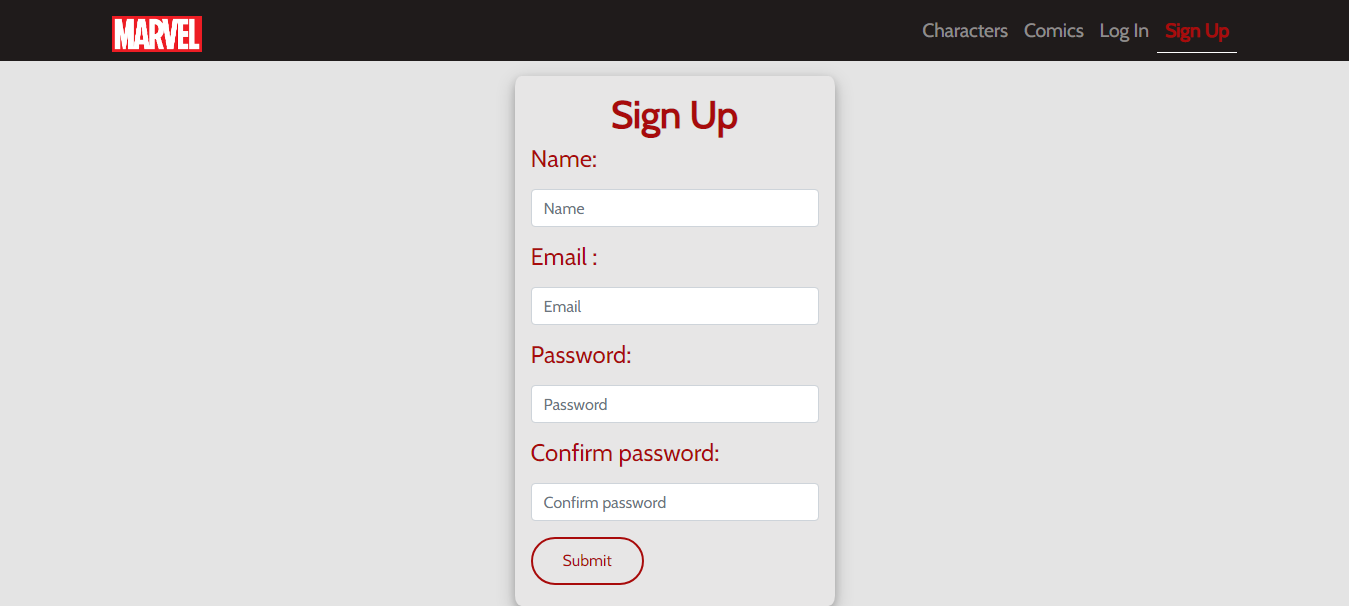 MARVEL Characters Comics Log In Sign Up
Sign Up
Name:
Name
Email :
Email
Password:
Password
Confirm password:
Confirm password
Submit